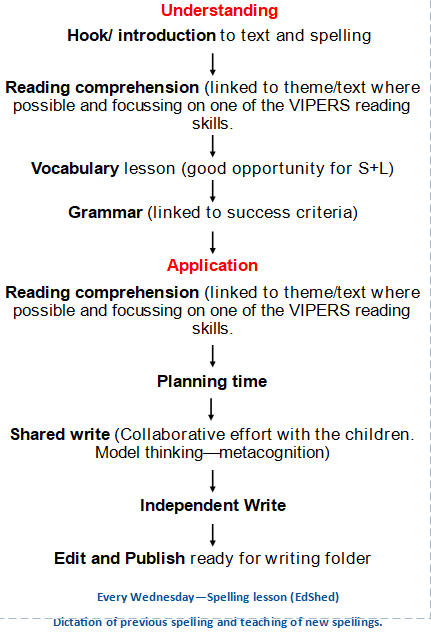 Understanding
Hook/ introduction to text and spelling
Reading comprehension (linked to theme/text where
possible and focussing on one of the VIPERS reading
skills.
Vocabulary lesson (good opportunity for S+L)
Grammar (linked to success criteria)
Application
Reading comprehension (linked to theme/text where
possible and focussing on one of the VIPERS reading
skills.
Planning time
Shared write (Collaborative effort with the children.
Model thinking—metacognition)
Independent Write
Edit and Publish ready for writing folder
Every Wednesday—Spelling lesson (EdShed)
Dictation of previous spelling and teaching of new spellings.